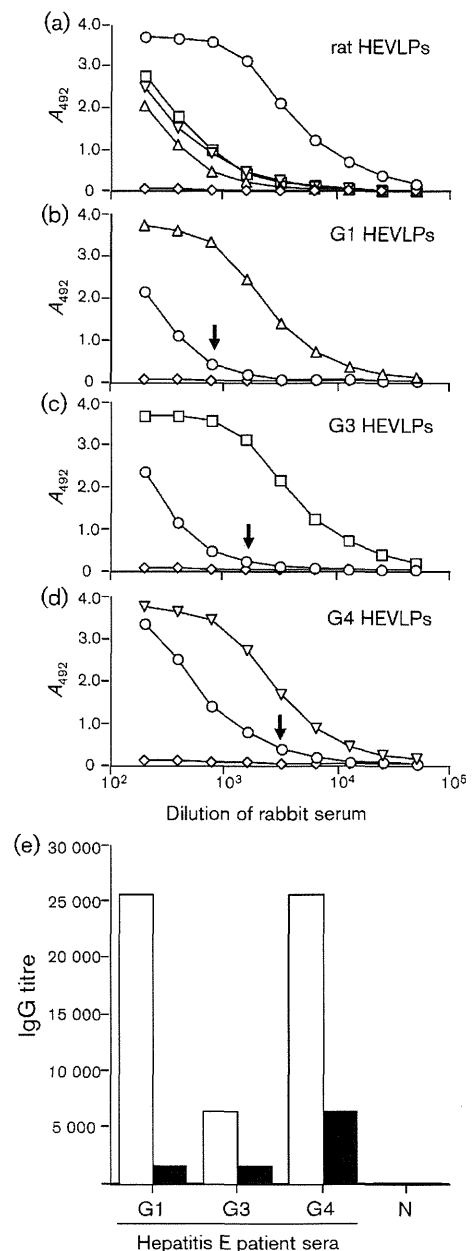 (a)
rat HEVLPs
A492
4.0
3.0
2.0
1.0
0
(b)
G1 HEVLPs
A492
4.0
3.0
2.0
1.0
0
(c)
G3 HEVLPs
A492
4.0
3.0
2.0
1.0
0
(d)
G4 HEVLPs
A492
4.0
3.0
2.0
1.0
0
10²
10³
10⁴
10⁵
Dilution of rabbit serum
(e)
IgG titre
30 000
25 000
20 000
15 000
10 000
5 000
G1
G3
G4
N
Hepatitis E patient sera